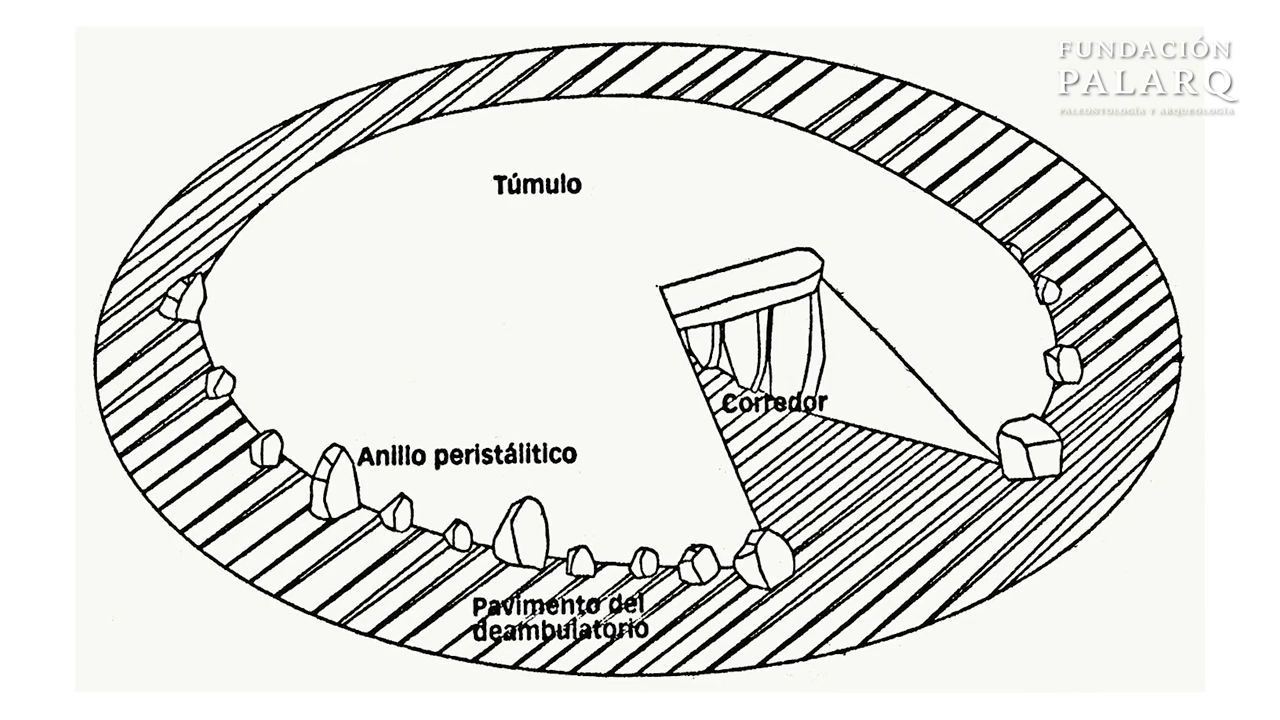 FUNDACIÓN
PALARQ
PALEONTOLOGÍA Y ARQUEOLOGÍA
Túmulo
Corredor
Anillo peristálitico
Pavimento del
deambulatorio